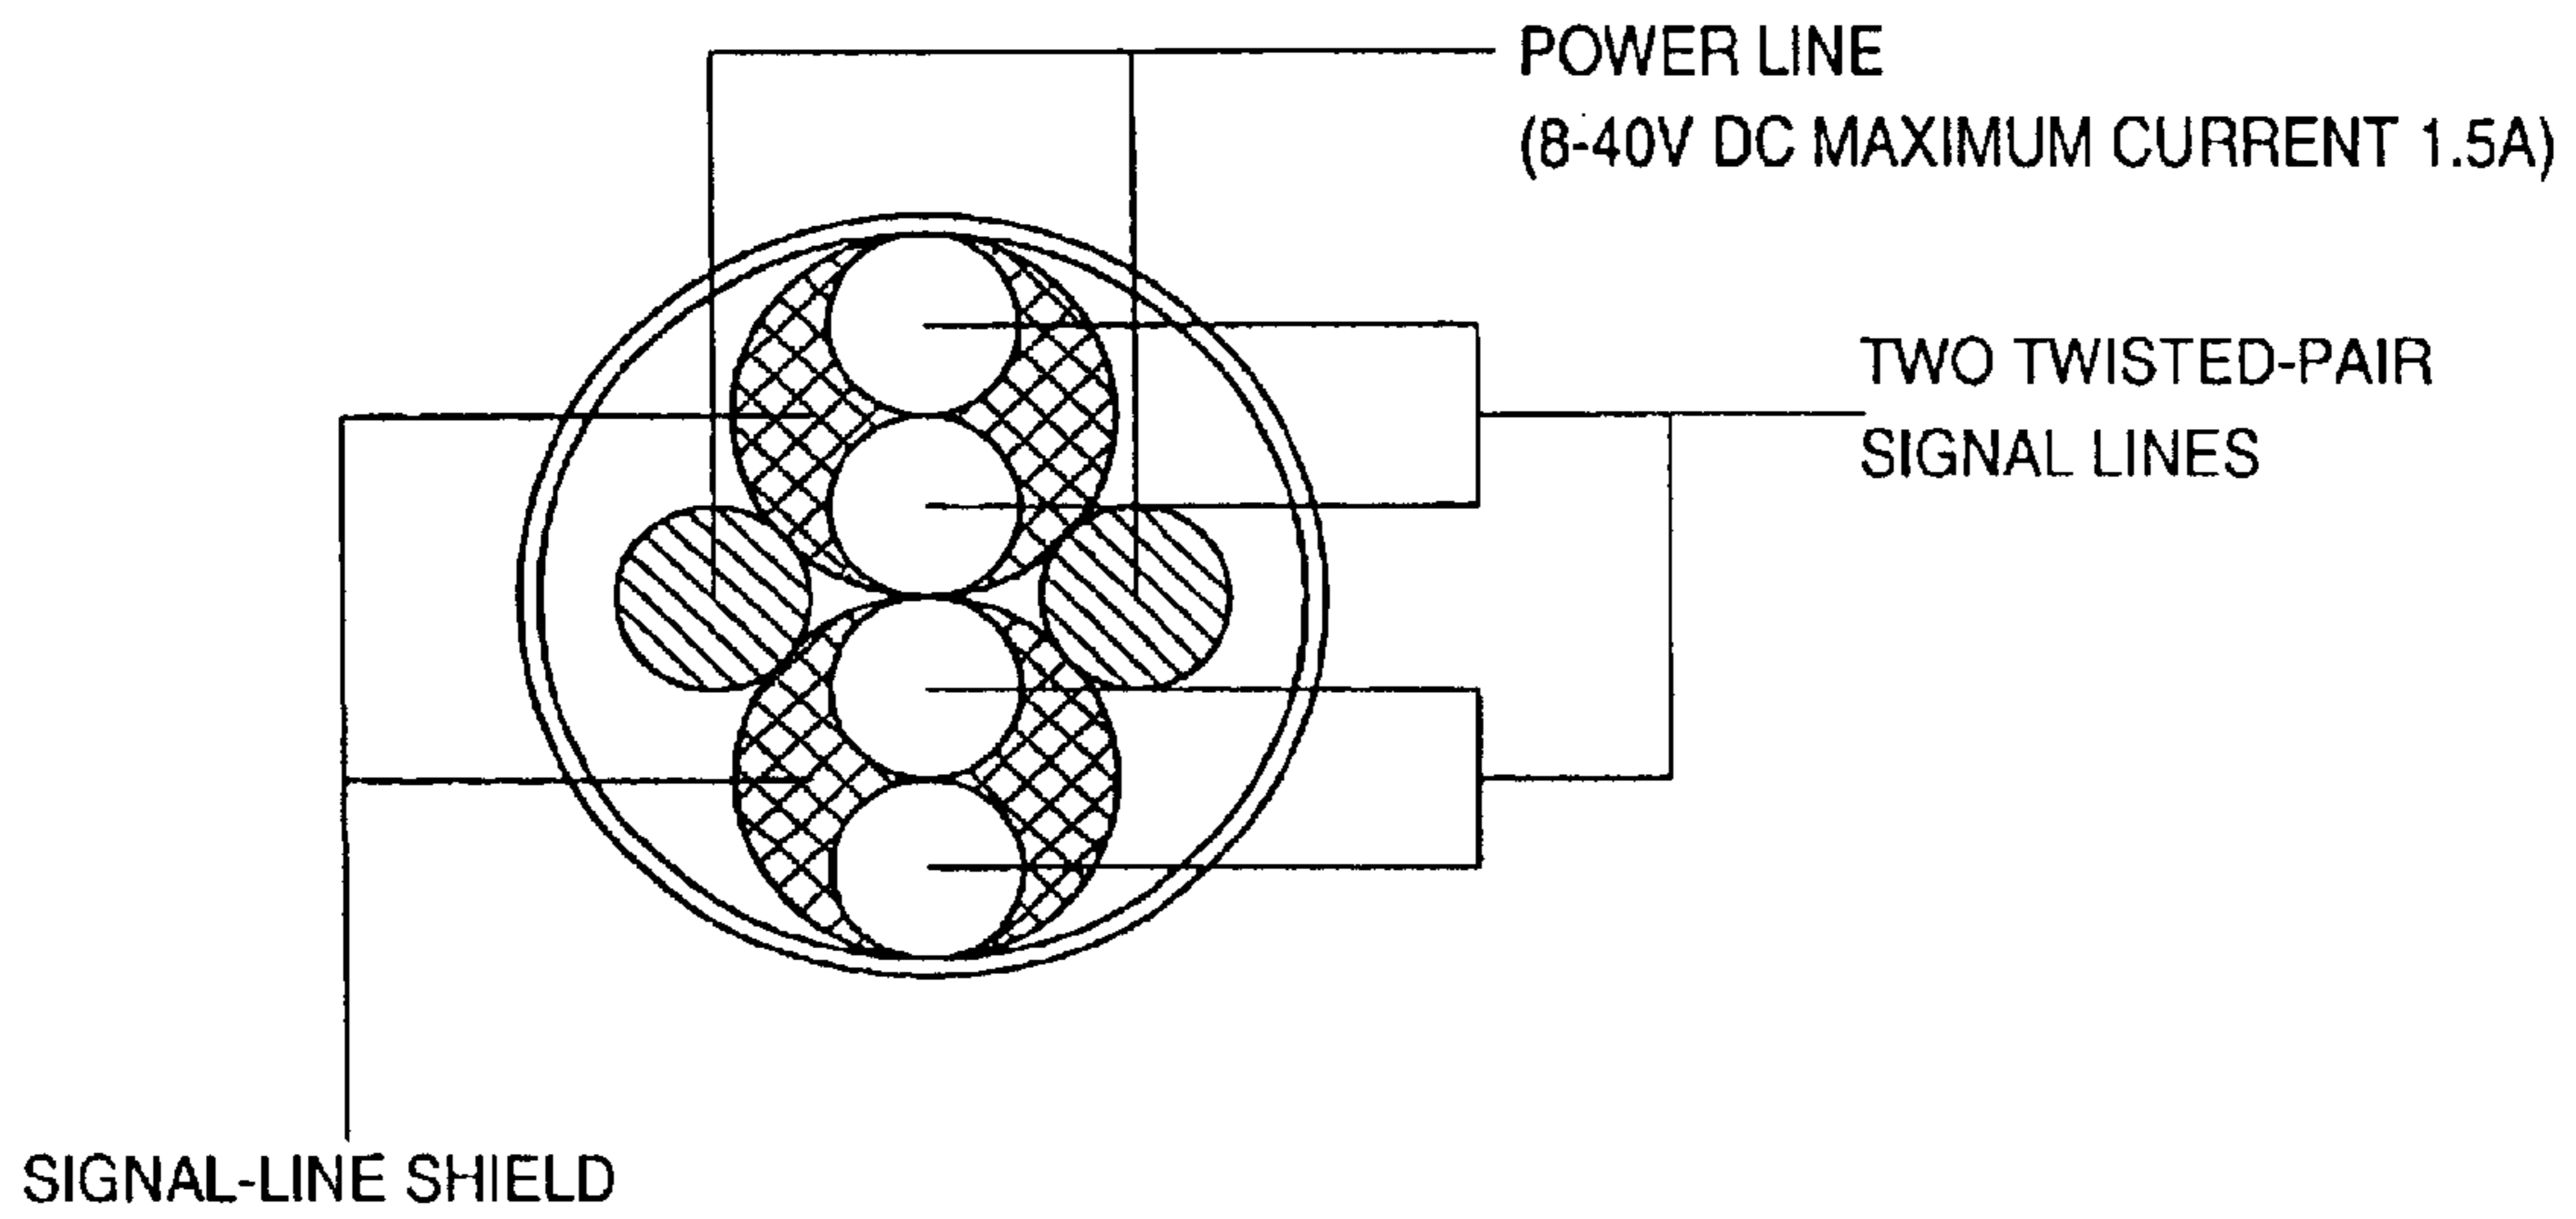 POWER LINE
(8-40V DC MAXIMUM CURRENT 1.5A)
TWO TWISTED-PAIR
SIGNAL LINES
SIGNAL-LINE SHIELD